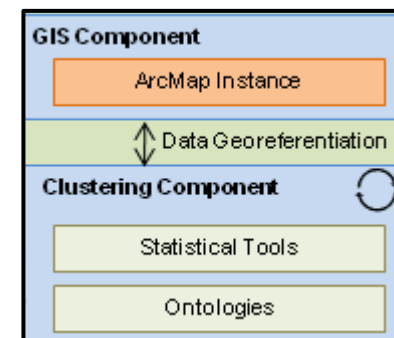 GIS Component
ArcMap Instance
Data Georeferentiation
Clustering Component
Statistical Tools
Ontologies